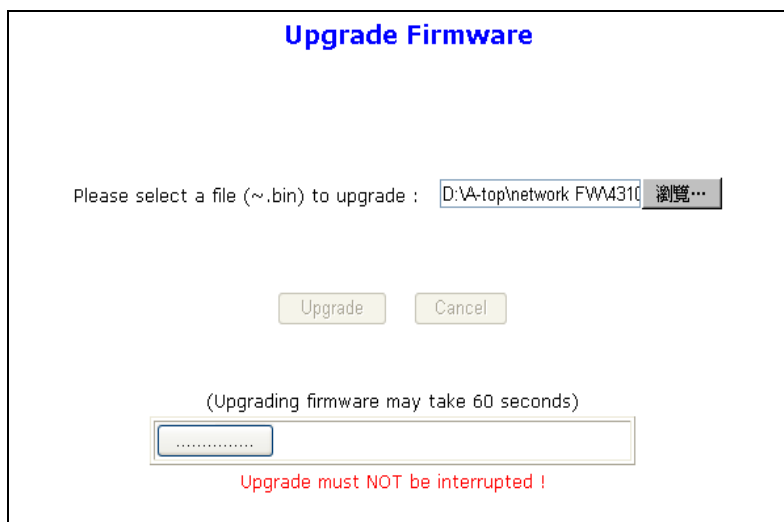 Upgrade Firmware
Please select a file (~.bin) to upgrade : D:\A-top\network FW\4310 瀏覽…
Upgrade Cancel
(Upgrading firmware may take 60 seconds)
...............
Upgrade must NOT be interrupted !